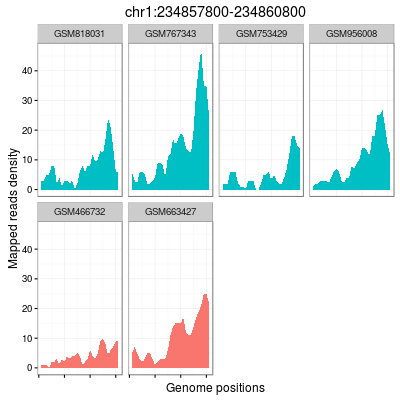 chr1:234857800-234860800
GSM818031 GSM767343 GSM753429 GSM956008
40
30
20
10
0
Mapped reads density
GSM466732 GSM663427
40
30
20
10
0
Genome positions